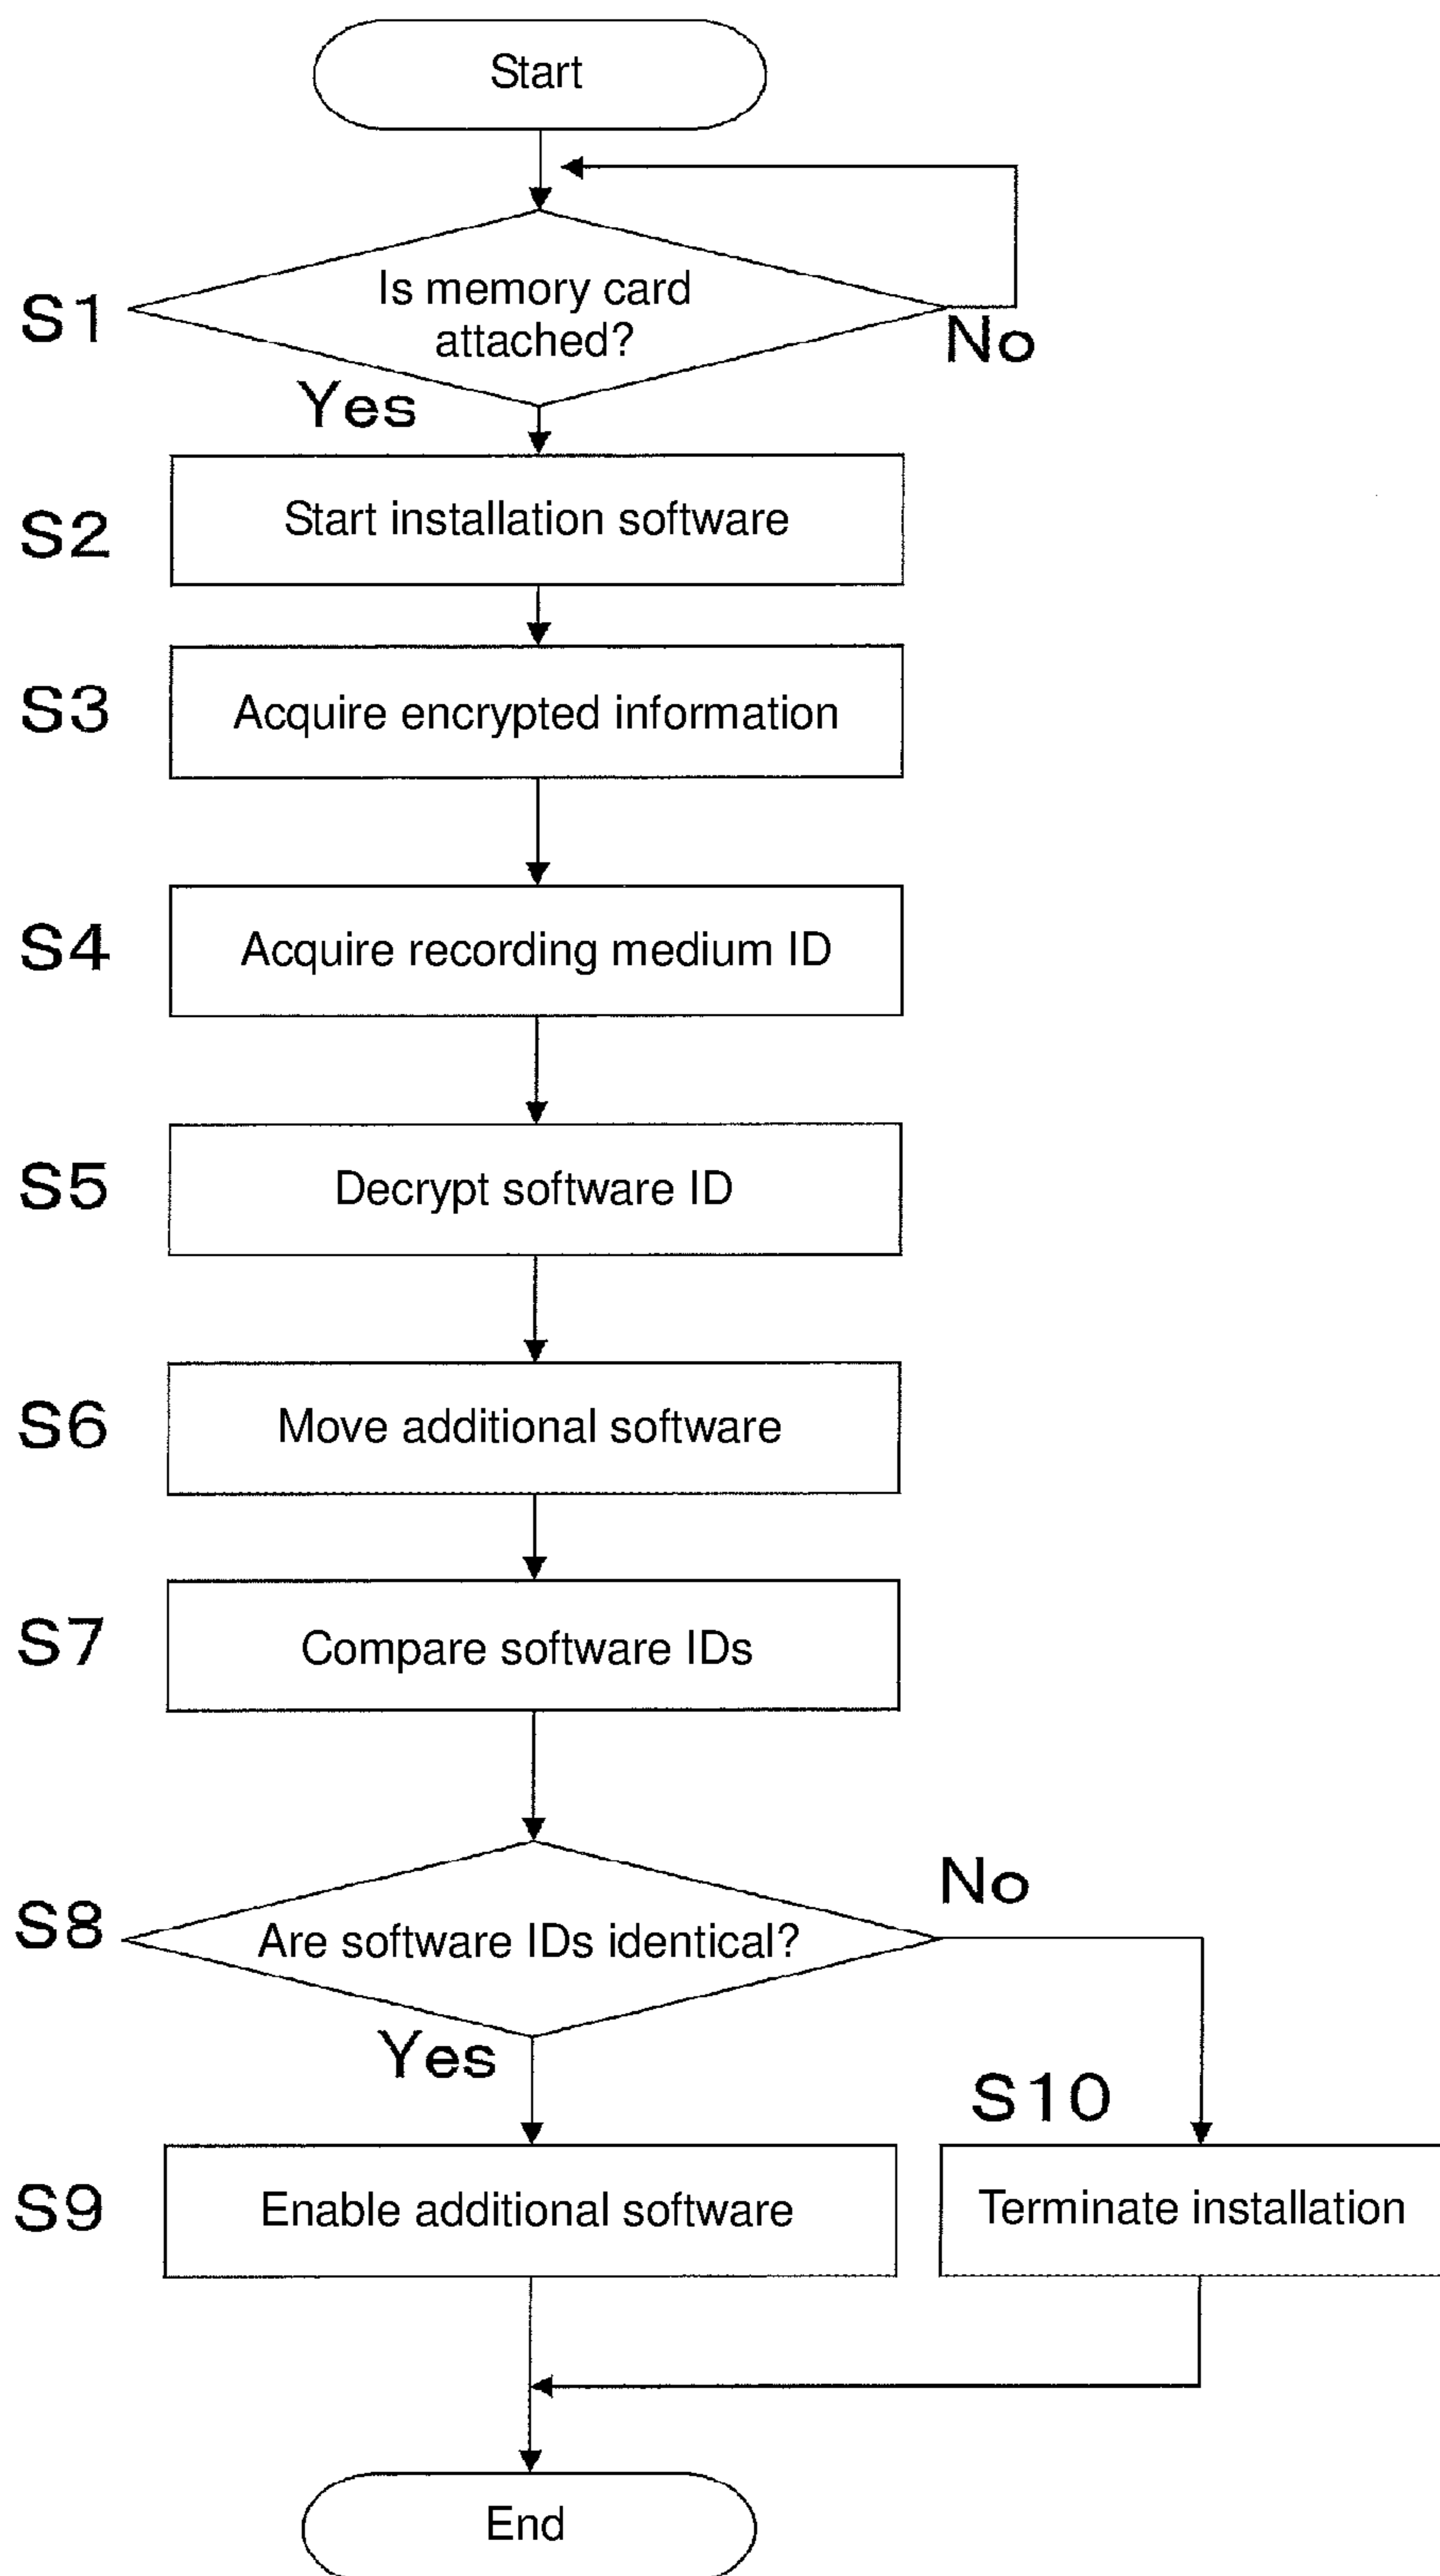 Start
S1
Is memory card
attached?
No
Yes
S2
Start installation software
S3
Acquire encrypted information
S4
Acquire recording medium ID
S5
Decrypt software ID
S6
Move additional software
S7
Compare software IDs
S8
Are software IDs identical?
No
Yes
S10
S9
Enable additional software
Terminate installation
End